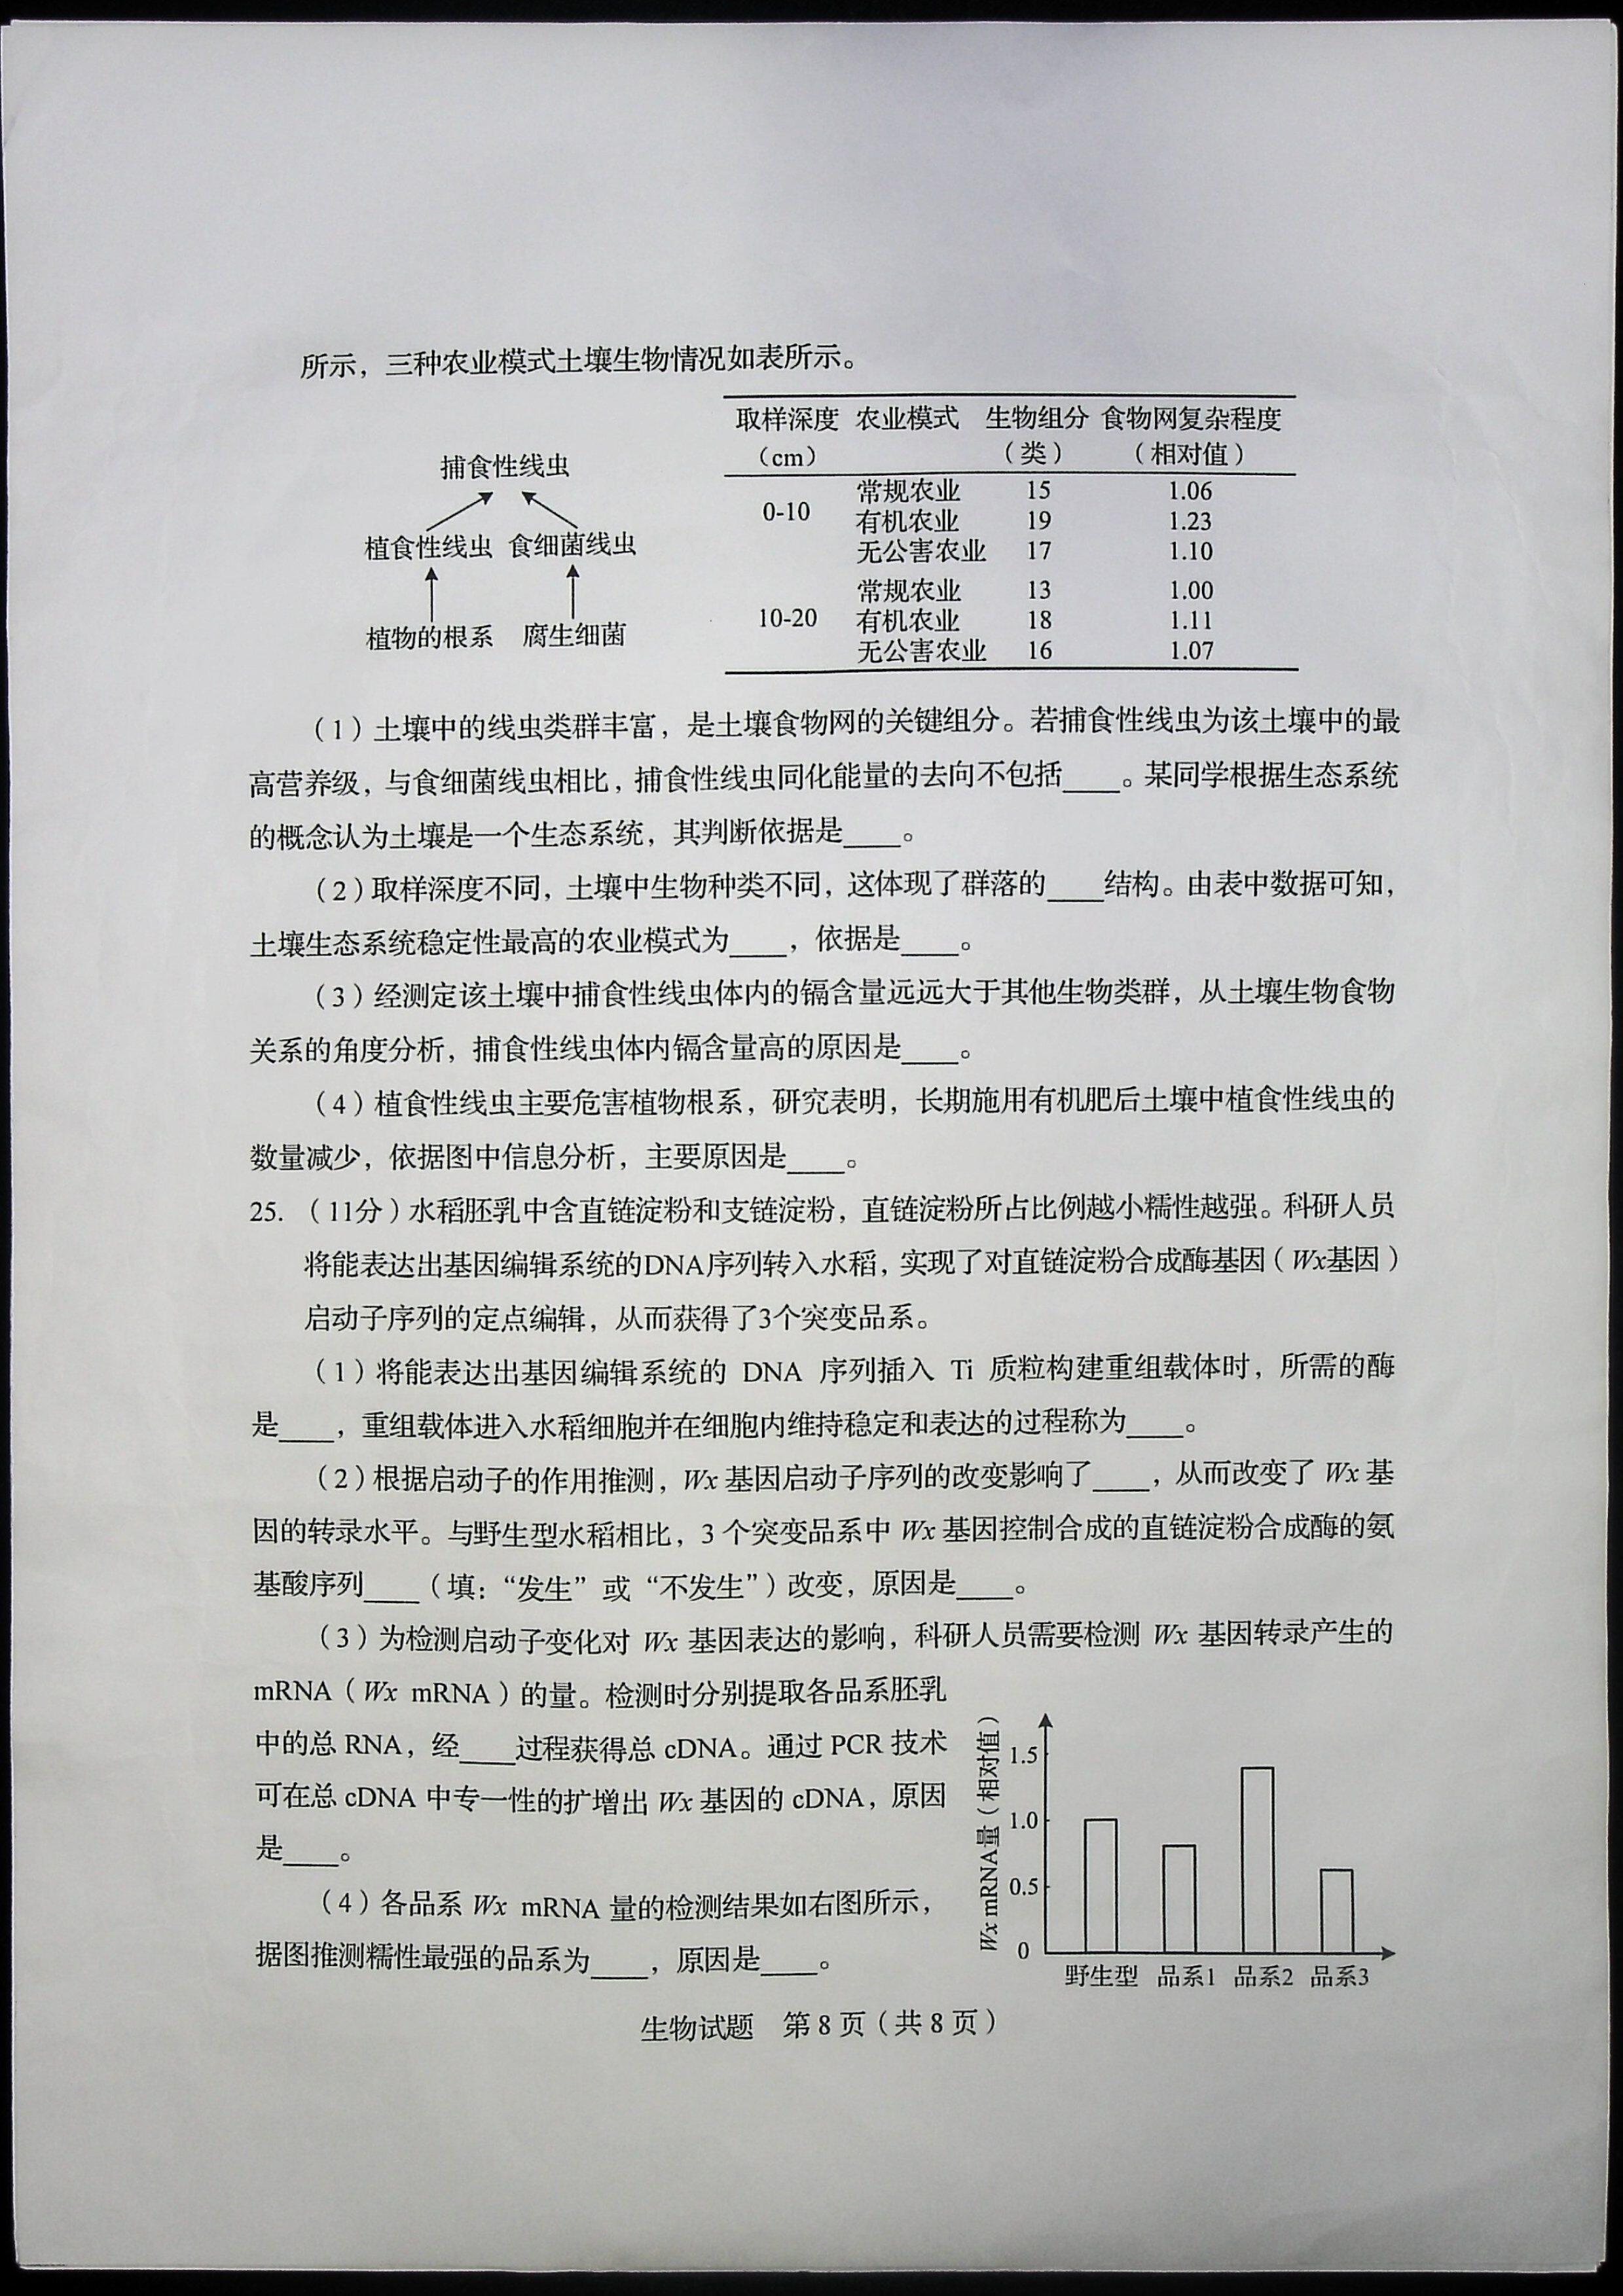 所示，三种农业模式土壤生物情况如表所示。
捕食性线虫
植食性线虫 食细菌线虫
植物的根系 腐生细菌
取样深度 农业模式 生物组分 食物网复杂程度
（cm） （类） （相对值）
常规农业 15 1.06
0-10 有机农业 19 1.23
无公害农业 17 1.10
常规农业 13 1.00
10-20 有机农业 18 1.11
无公害农业 16 1.07
（1）土壤中的线虫类群丰富，是土壤食物网的关键组分。若捕食性线虫为该土壤中的最
高营养级，与食细菌线虫相比，捕食性线虫同化能量的去向不包括____。某同学根据生态系统
的概念认为土壤是一个生态系统，其判断依据是____。
（2）取样深度不同，土壤中生物种类不同，这体现了群落的____结构。由表中数据可知，
土壤生态系统稳定性最高的农业模式为____，依据是____。
（3）经测定该土壤中捕食性线虫体内的镉含量远远大于其他生物类群，从土壤生物食物
关系的角度分析，捕食性线虫体内镉含量高的原因是____。
（4）植食性线虫主要危害植物根系，研究表明，长期施用有机肥后土壤中植食性线虫的
数量减少，依据图中信息分析，主要原因是____。
25.（11分）水稻胚乳中含直链淀粉和支链淀粉，直链淀粉所占比例越小糯性越强。科研人员
将能表达出基因编辑系统的DNA序列转入水稻，实现了对直链淀粉合成酶基因（Wx基因）
启动子序列的定点编辑，从而获得了3个突变品系。
（1）将能表达出基因编辑系统的 DNA 序列插入 Ti 质粒构建重组载体时，所需的酶
是____，重组载体进入水稻细胞并在细胞内维持稳定和表达的过程称为____。
（2）根据启动子的作用推测，Wx 基因启动子序列的改变影响了____，从而改变了 Wx 基
因的转录水平。与野生型水稻相比，3 个突变品系中 Wx 基因控制合成的直链淀粉合成酶的氨
基酸序列____（填：“发生”或“不发生”）改变，原因是____。
（3）为检测启动子变化对 Wx 基因表达的影响，科研人员需要检测 Wx 基因转录产生的
mRNA（Wx mRNA）的量。检测时分别提取各品系胚乳
中的总 RNA，经____过程获得总 cDNA。通过 PCR 技术
可在总 cDNA 中专一性的扩增出 Wx 基因的 cDNA，原因
是____。
（4）各品系 Wx mRNA 量的检测结果如右图所示，
据图推测糯性最强的品系为____，原因是____。
Wx mRNA量（相对值）
1.5
1.0
0.5
0
野生型 品系1 品系2 品系3
生物试题 第 8 页（共 8 页）